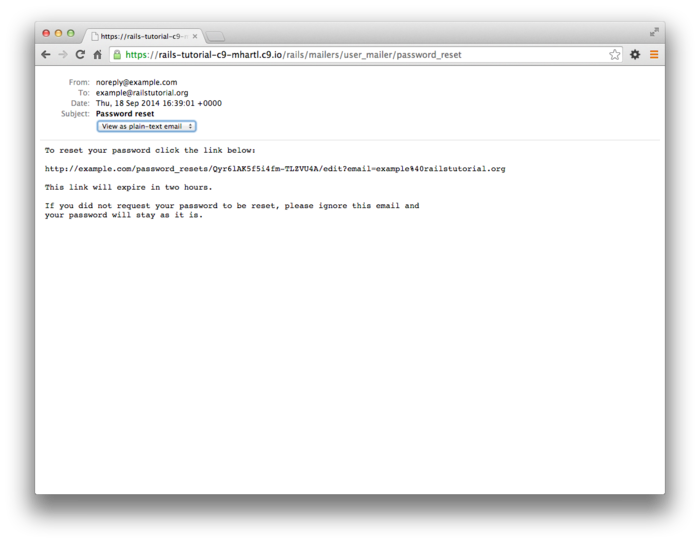 https://rails-tutorial-c9-m
https://rails-tutorial-c9-mhartl.c9.io/rails/mailers/user_mailer/password_reset
From: noreply@example.com
To: example@railstutorial.org
Date: Thu, 18 Sep 2014 16:39:01 +0000
Subject: Password reset
View as plain-text email
To reset your password click the link below:
http://example.com/password_resets/Qyr6lAK5f5i4fm-TLZVU4A/edit?email=example%40railstutorial.org
This link will expire in two hours.
If you did not request your password to be reset, please ignore this email and
your password will stay as it is.